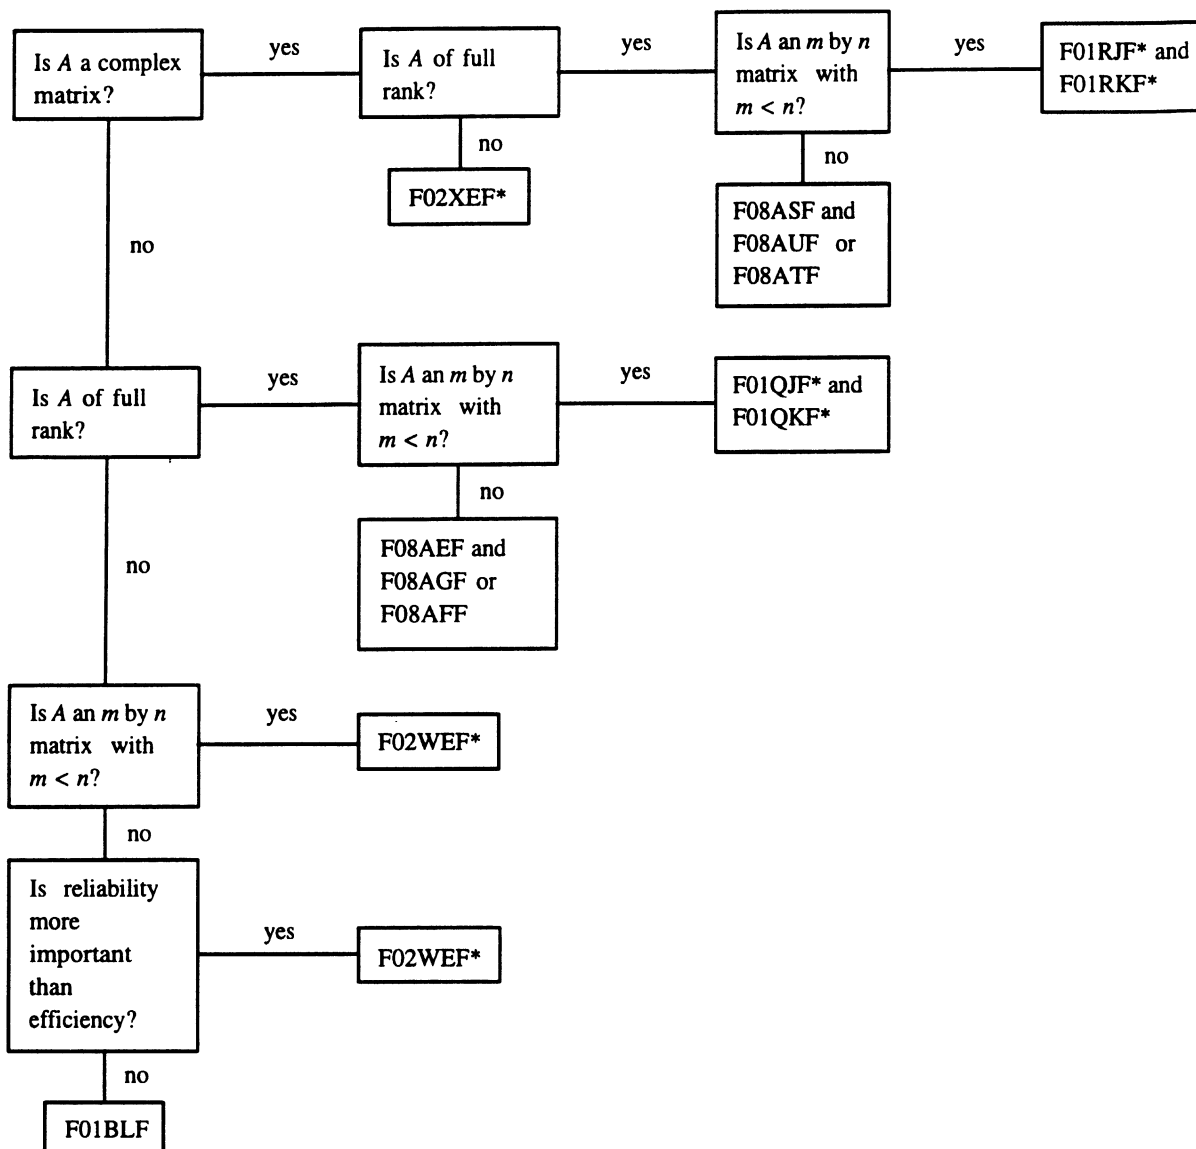 Is A a complex
matrix?
yes
Is A of full
rank?
yes
Is A an m by n
matrix with
m < n?
yes
F01RJF* and
F01RKF*
no
F02XEF*
no
F08ASF and
F08AUF or
F08ATF
no
Is A of full
rank?
yes
Is A an m by n
matrix with
m < n?
yes
F01QJF* and
F01QKF*
no
F08AEF and
F08AGF or
F08AFF
no
Is A an m by n
matrix with
m < n?
yes
F02WEF*
no
Is reliability
more
important
than
efficiency?
yes
F02WEF*
no
F01BLF